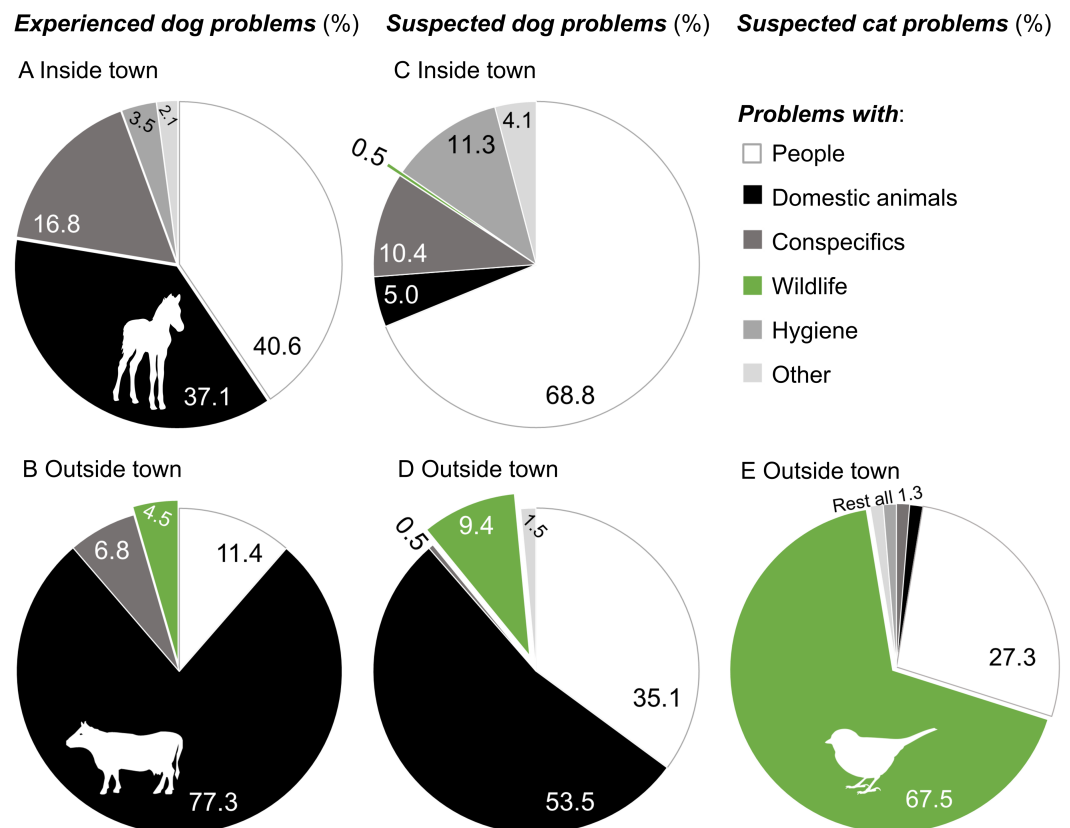 Experienced dog problems (%)
Suspected dog problems (%)
Suspected cat problems (%)
A Inside town
2.1
3.5
16.8
40.6
37.1
C Inside town
4.1
11.3
0.5
10.4
5.0
68.8
Problems with:
People
Domestic animals
Conspecifics
Wildlife
Hygiene
Other
B Outside town
4.5
6.8
11.4
77.3
D Outside town
1.5
9.4
0.5
35.1
53.5
E Outside town
Rest all 1.3
27.3
67.5